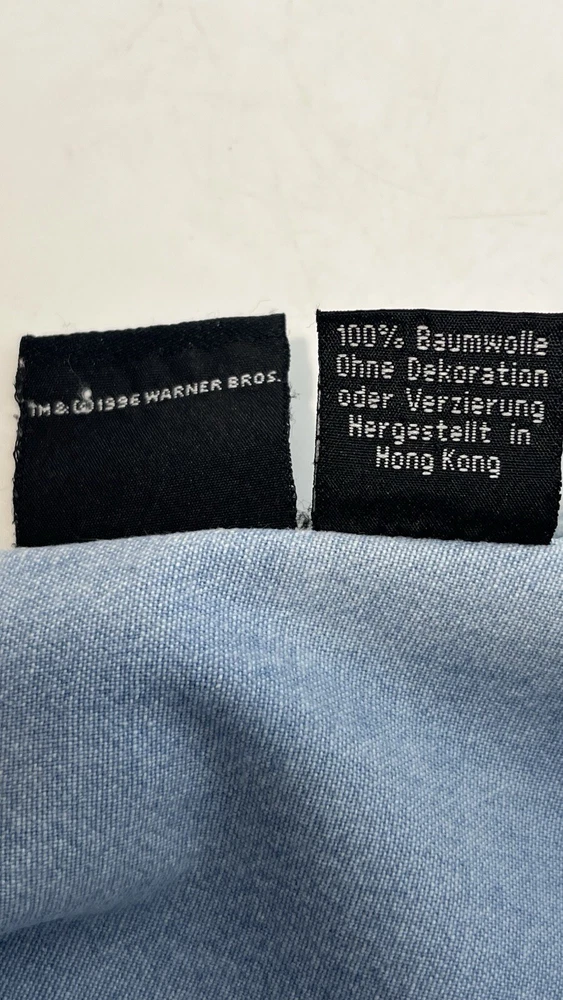 TM & © 1996 WARNER BROS.
100% Baumwolle
Ohne Dekoration
oder Verzierung
Hergestellt in
Hong Kong